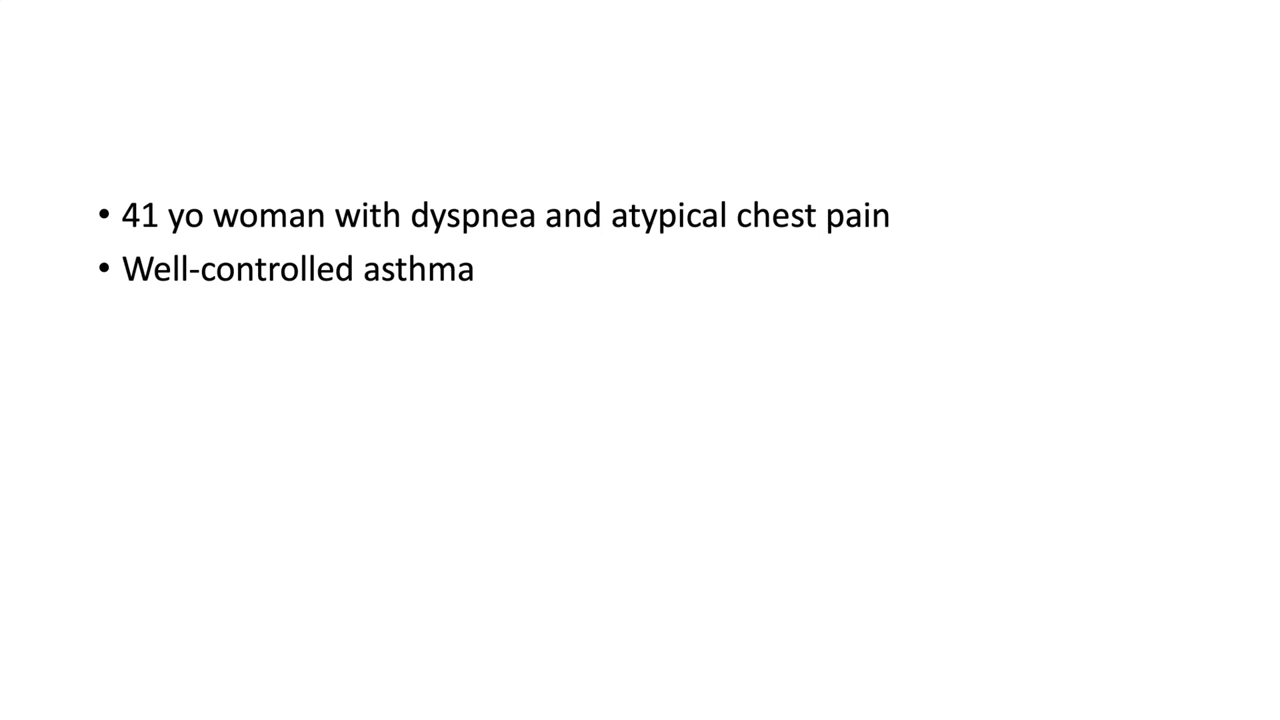 • 41 yo woman with dyspnea and atypical chest pain
• Well-controlled asthma